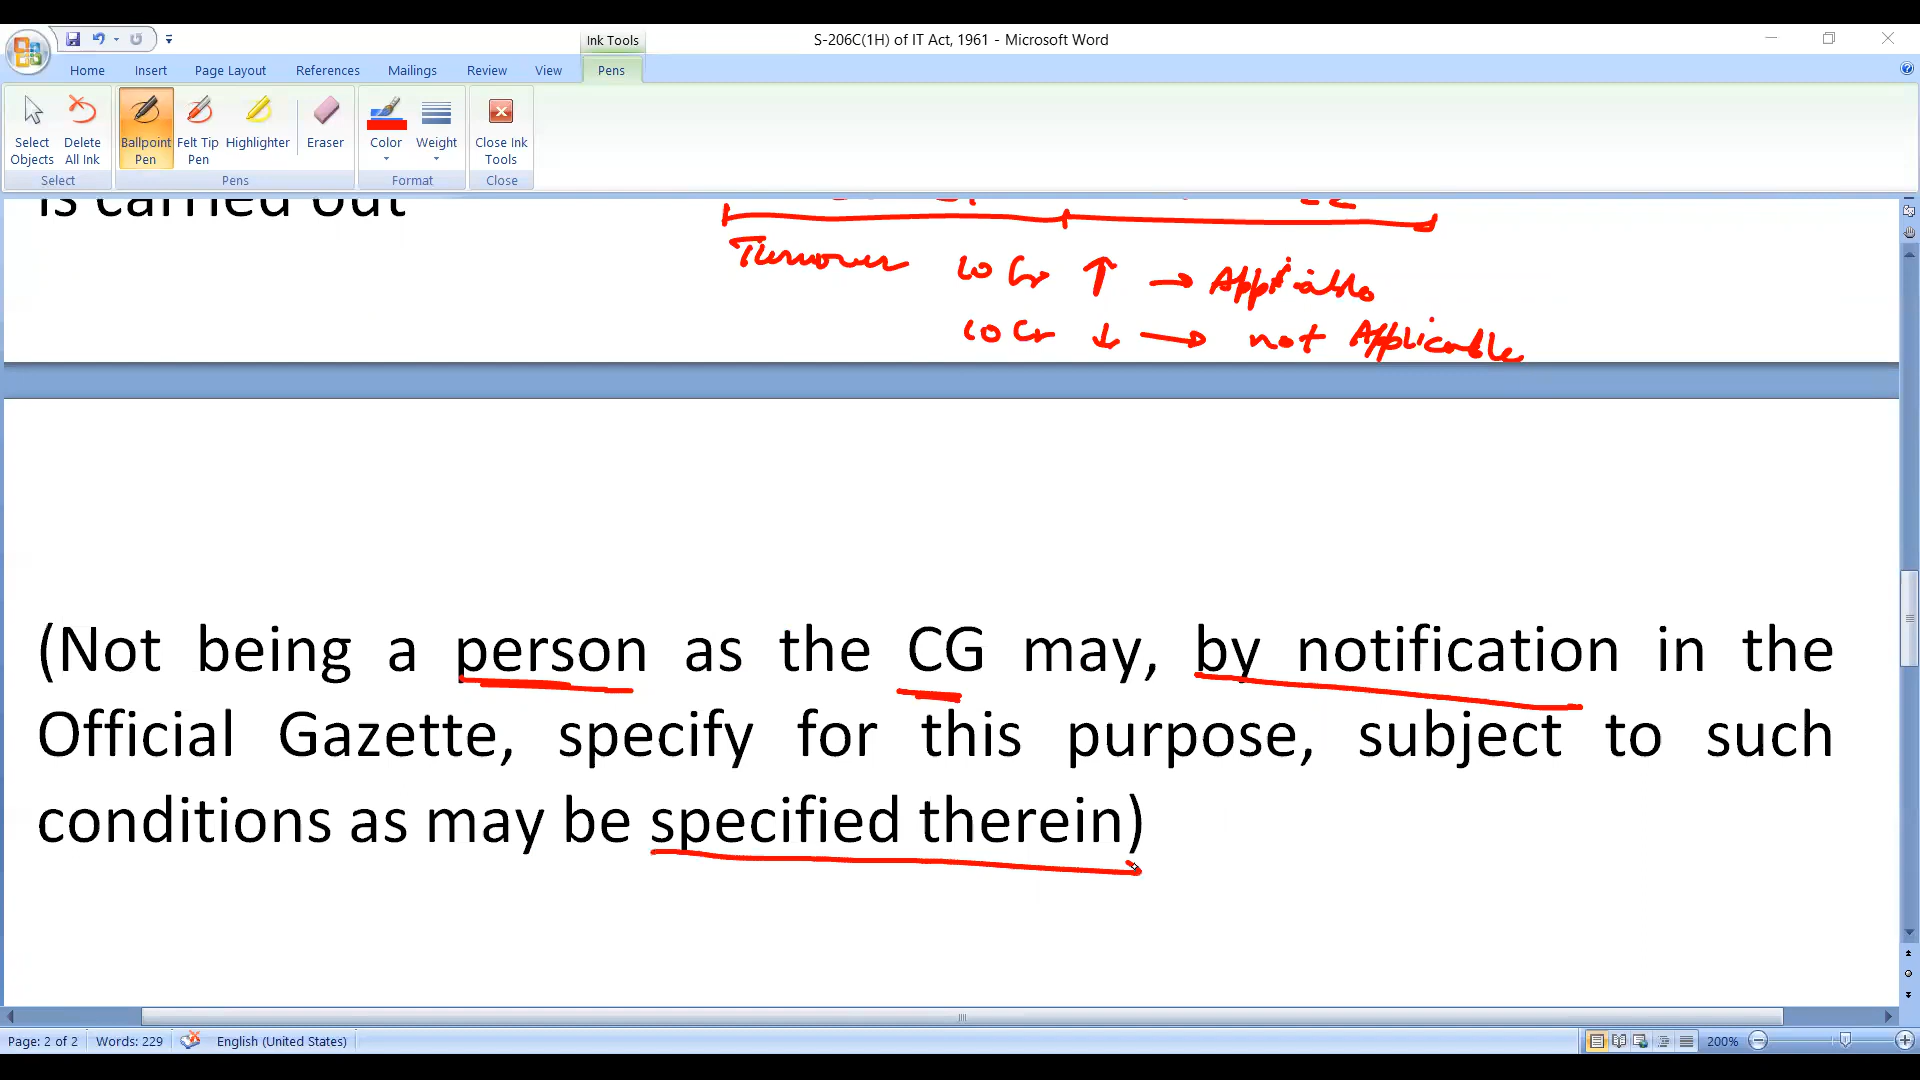 S-206C(1H) of IT Act, 1961 - Microsoft Word
Ink Tools
Home Insert Page Layout References Mailings Review View Pens
Select Objects
Delete All Ink
Ballpoint Pen
Felt Tip Pen
Highlighter
Eraser
Color
Weight
Close Ink Tools
Select
Pens
Format
Close
is carried out
Turnover 10 Cr ↑ → Applicable
10 Cr ↓ → not Applicable
(Not being a person as the CG may, by notification in the
Official Gazette, specify for this purpose, subject to such
conditions as may be specified therein)
Page: 2 of 2 Words: 229 English (United States) 200%